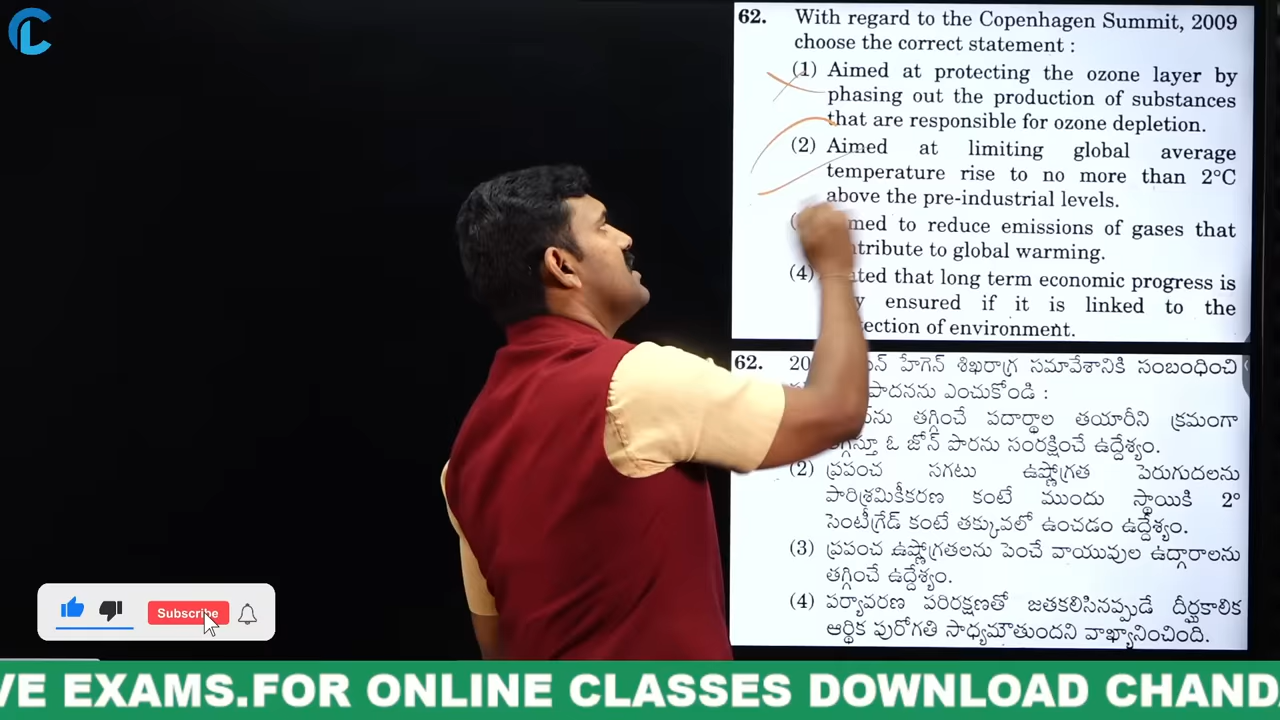 62. With regard to the Copenhagen Summit, 2009
choose the correct statement :
(1) Aimed at protecting the ozone layer by
phasing out the production of substances
that are responsible for ozone depletion.
(2) Aimed at limiting global average
temperature rise to no more than 2°C
above the pre-industrial levels.
to reduce emissions of gases that
to global warming.
(4) that long term economic progress is
ensured if it is linked to the
of environment.
62. హేగెన్ శిఖరాగ్ర సమావేశానికి సంబంధించి
ఎంచుకోండి :
తగ్గించే పదార్థాల తయారీని క్రమంగా
ఓ జోన్ పొరను సంరక్షించే ఉద్దేశ్యం.
(2) ప్రపంచ సగటు ఉష్ణోగ్రత పెరుగుదలను
పారిశ్రమికీకరణ కంటే ముందు స్థాయికి 2°
సెంటీగ్రేడ్ కంటే తక్కువలో ఉంచడం ఉద్దేశ్యం.
(3) ప్రపంచ ఉష్ణోగ్రతలను పెంచే వాయువుల ఉద్గారాలను
తగ్గించే ఉద్దేశ్యం.
(4) పర్యావరణ పరిరక్షణతో జతకలిసినప్పుడే దీర్ఘకాలిక
ఆర్థిక పురోగతి సాధ్యమౌతుందని వాఖ్యానించింది.
Subscribe
VE EXAMS.FOR ONLINE CLASSES DOWNLOAD CHAND